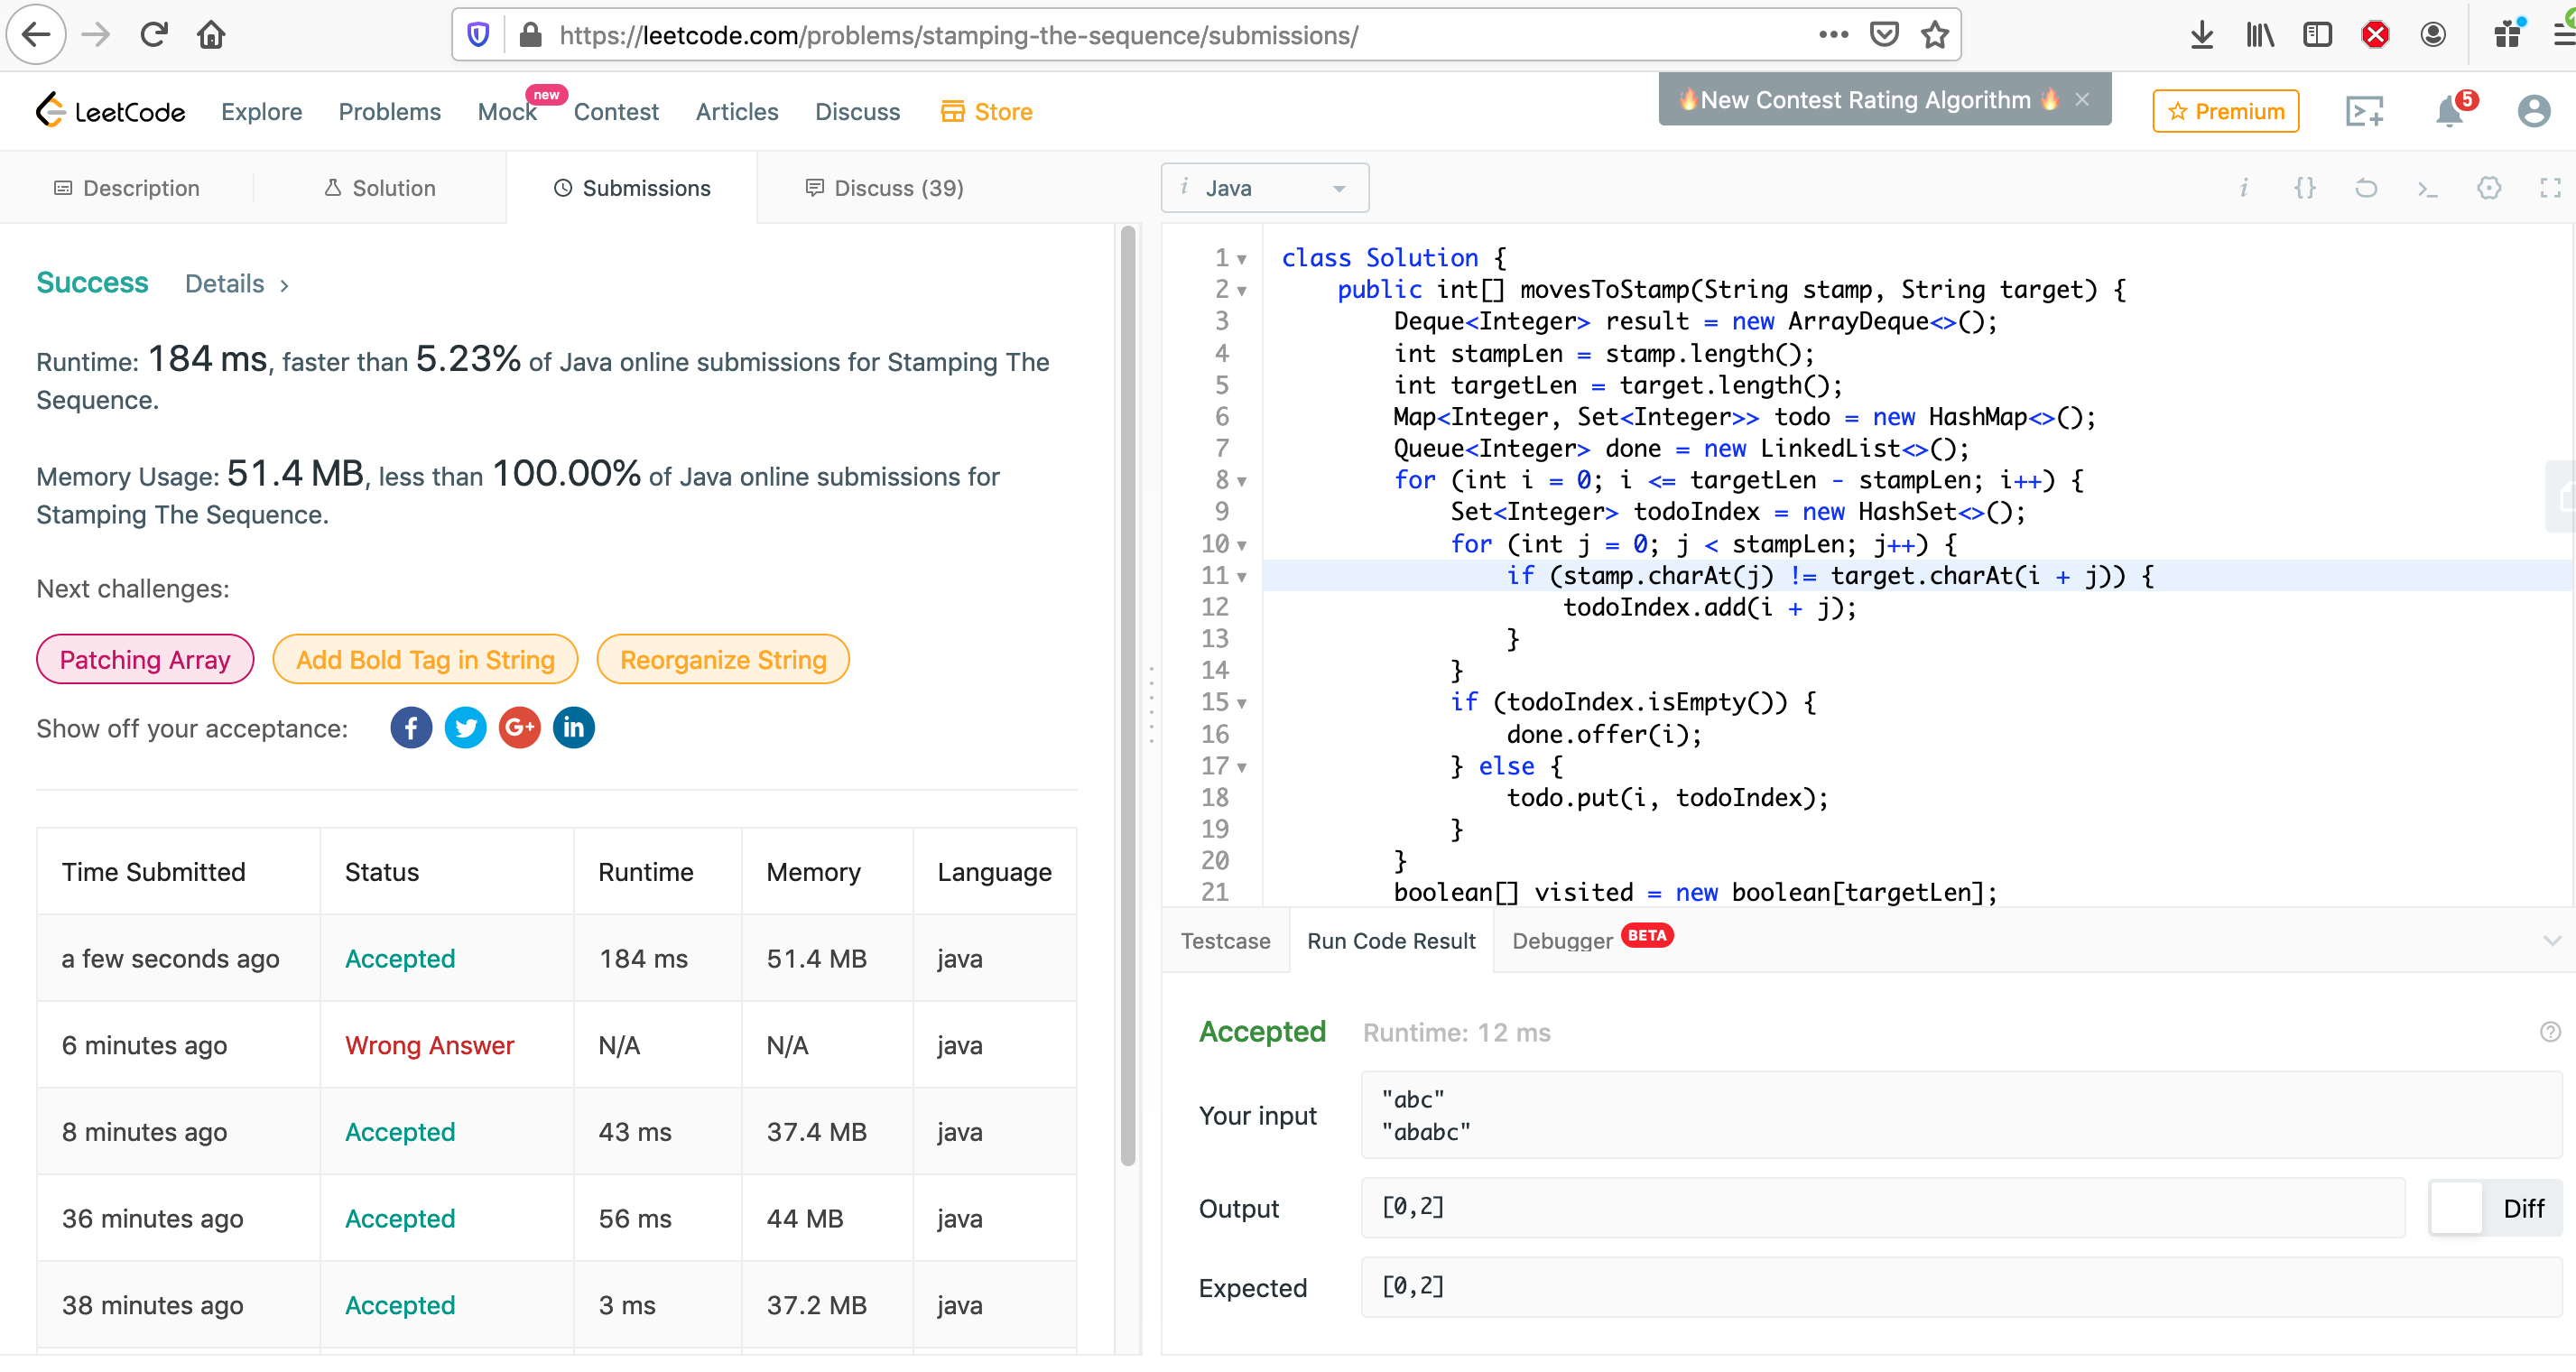 https://leetcode.com/problems/stamping-the-sequence/submissions/
LeetCode Explore Problems Mock new Contest Articles Discuss Store
🔥New Contest Rating Algorithm 🔥 ×
Premium
5
Description Solution Submissions Discuss (39)
i Java
Success Details >
Runtime: 184 ms, faster than 5.23% of Java online submissions for Stamping The
Sequence.
Memory Usage: 51.4 MB, less than 100.00% of Java online submissions for
Stamping The Sequence.
Next challenges:
Patching Array Add Bold Tag in String Reorganize String
Show off your acceptance: f G+ in
Time Submitted Status Runtime Memory Language
a few seconds ago Accepted 184 ms 51.4 MB java
6 minutes ago Wrong Answer N/A N/A java
8 minutes ago Accepted 43 ms 37.4 MB java
36 minutes ago Accepted 56 ms 44 MB java
38 minutes ago Accepted 3 ms 37.2 MB java
1 class Solution {
2 public int[] movesToStamp(String stamp, String target) {
3 Deque<Integer> result = new ArrayDeque<>();
4 int stampLen = stamp.length();
5 int targetLen = target.length();
6 Map<Integer, Set<Integer>> todo = new HashMap<>();
7 Queue<Integer> done = new LinkedList<>();
8 for (int i = 0; i <= targetLen - stampLen; i++) {
9 Set<Integer> todoIndex = new HashSet<>();
10 for (int j = 0; j < stampLen; j++) {
11 if (stamp.charAt(j) != target.charAt(i + j)) {
12 todoIndex.add(i + j);
13 }
14 }
15 if (todoIndex.isEmpty()) {
16 done.offer(i);
17 } else {
18 todo.put(i, todoIndex);
19 }
20 }
21 boolean[] visited = new boolean[targetLen];
Testcase Run Code Result Debugger BETA
Accepted Runtime: 12 ms
Your input
"abc"
"ababc"
Output [0,2] Diff
Expected [0,2]